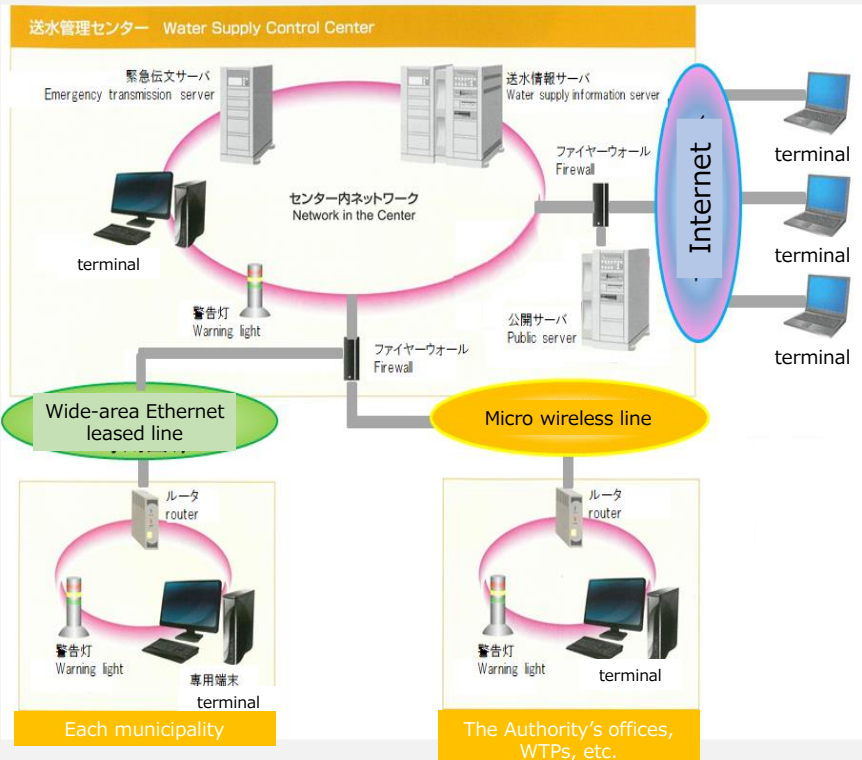 送水管理センター Water Supply Control Center
緊急伝文サーバ
Emergency transmission server
送水情報サーバ
Water supply information server
ファイヤーウォール
Firewall
Internet
terminal
terminal
terminal
センター内ネットワーク
Network in the Center
terminal
警告灯
Warning light
公開サーバ
Public server
ファイヤーウォール
Firewall
Wide-area Ethernet
leased line
Micro wireless line
ルータ
router
警告灯
Warning light
専用端末
terminal
Each municipality
ルータ
router
警告灯
Warning light
terminal
The Authority's offices,
WTPs, etc.